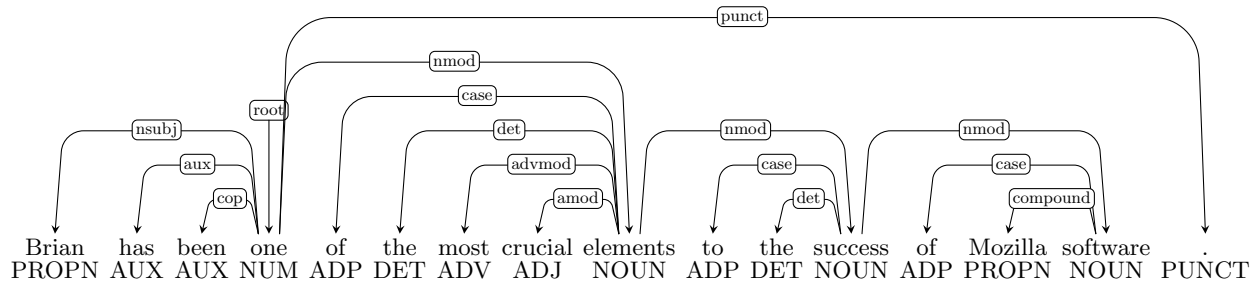 punct
nmod
case
root
nsubj det nmod nmod
aux advmod case case
cop amod det compound
Brian has been one of the most crucial elements to the success of Mozilla software .
PROPN AUX AUX NUM ADP DET ADV ADJ NOUN ADP DET NOUN ADP PROPN NOUN PUNCT